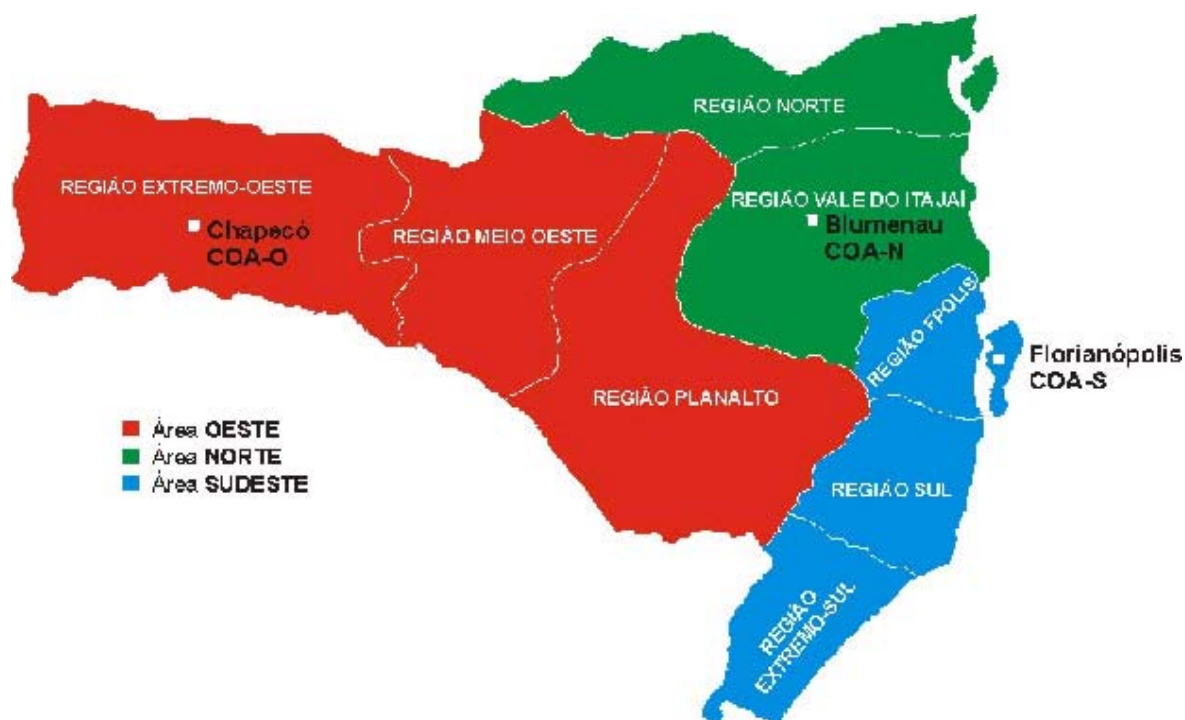 REGIÃO NORTE
REGIÃO EXTREMO-OESTE
Chapecó
COA-O
REGIÃO MEIO OESTE
REGIÃO VALE DO ITAJAÍ
Blumenau
COA-N
REGIÃO FPOLIS
Florianópolis
COA-S
REGIÃO PLANALTO
Área OESTE
Área NORTE
Área SUDESTE
REGIÃO SUL
REGIÃO
EXTREMO-SUL